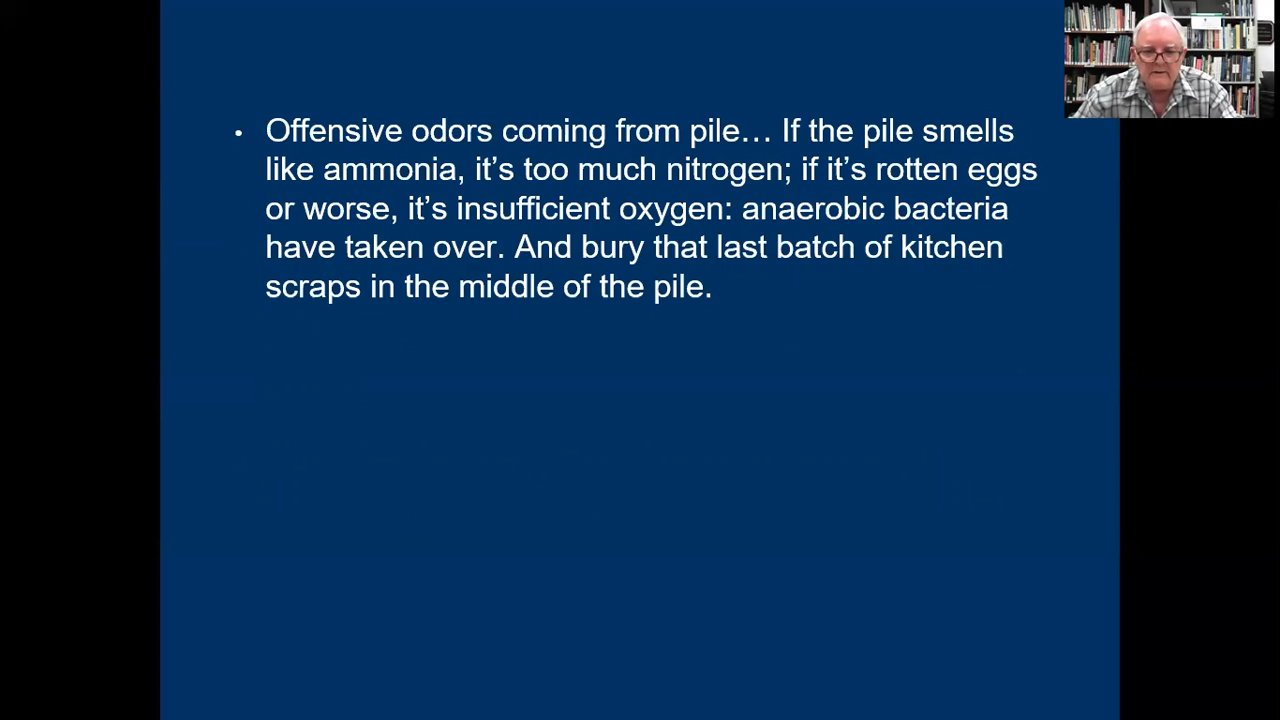 • Offensive odors coming from pile… If the pile smells
like ammonia, it’s too much nitrogen; if it’s rotten eggs
or worse, it’s insufficient oxygen: anaerobic bacteria
have taken over. And bury that last batch of kitchen
scraps in the middle of the pile.